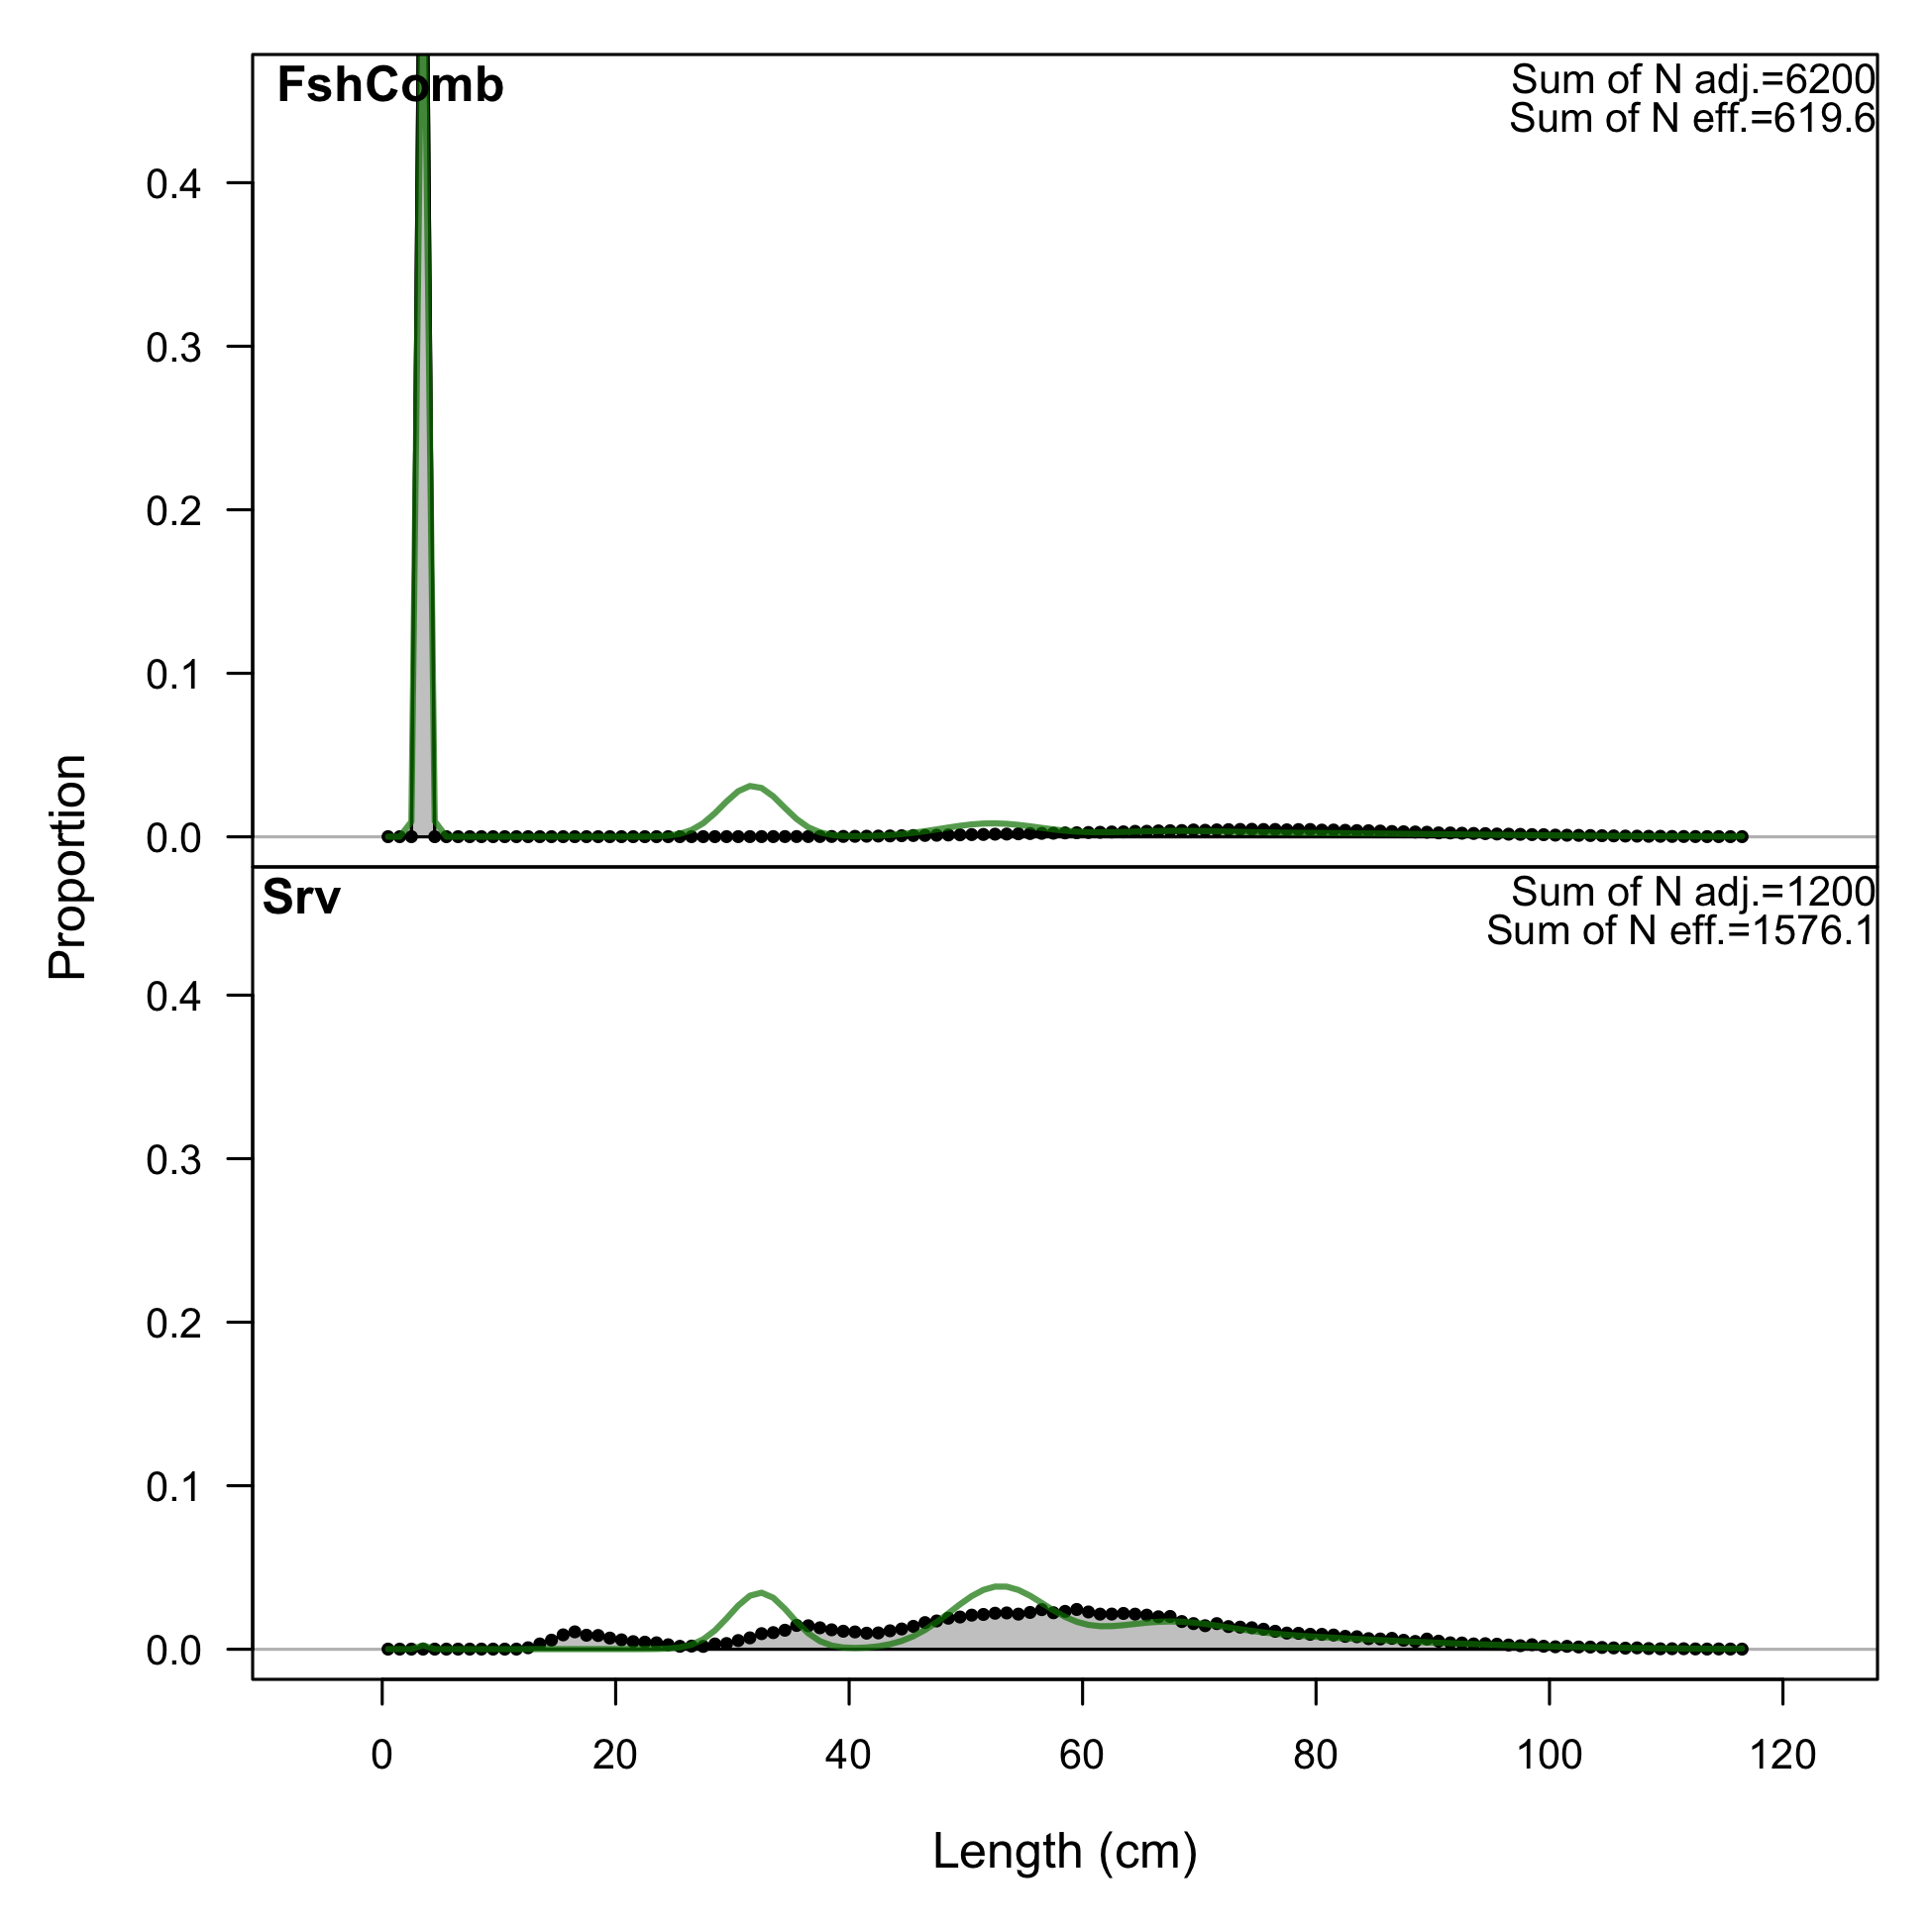 FshComb
Sum of N adj.=6200
Sum of N eff.=619.6
0.4
0.3
0.2
0.1
0.0
Srv
Sum of N adj.=1200
Sum of N eff.=1576.1
0.4
0.3
0.2
0.1
0.0
Proportion
0 20 40 60 80 100 120
Length (cm)